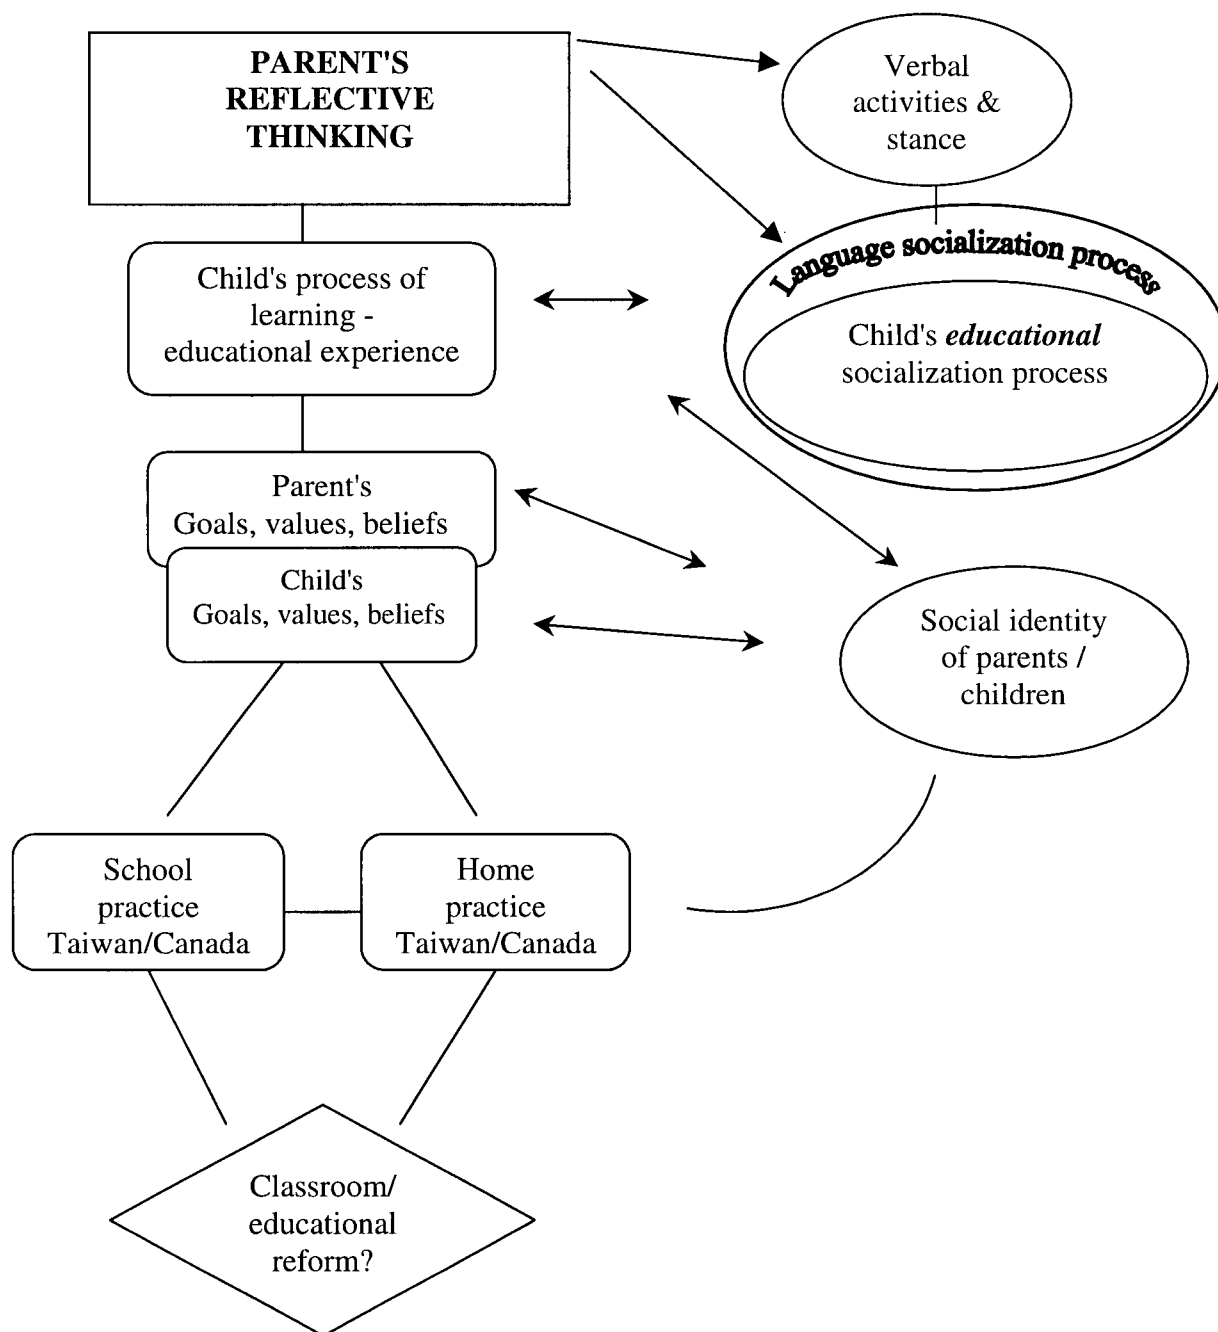 PARENT'S
REFLECTIVE
THINKING
Verbal
activities &
stance
Language socialization process
Child's educational
socialization process
Child's process of
learning -
educational experience
Parent's
Goals, values, beliefs
Child's
Goals, values, beliefs
Social identity
of parents /
children
School
practice
Taiwan/Canada
Home
practice
Taiwan/Canada
Classroom/
educational
reform?